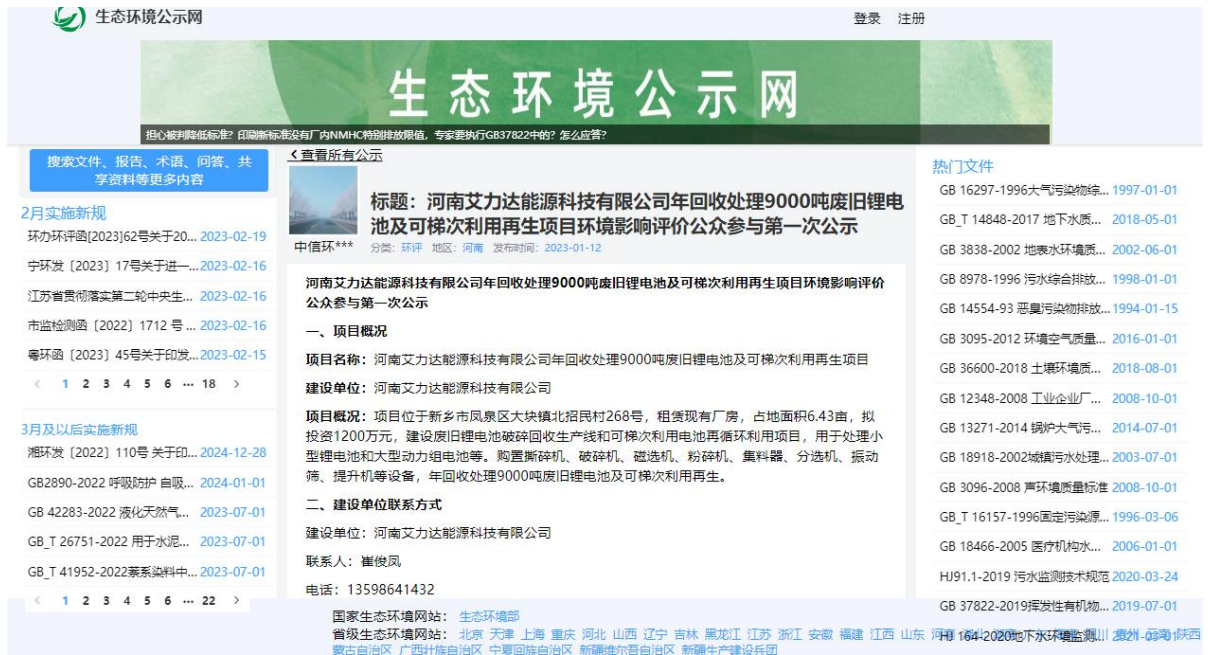 生态环境公示网
登录 注册
生态环境公示网
担心被判降低标准？印刷新标准没有厂内NMHC特别排放限值，专家要执行GB37822中的？怎么应答？
搜索文件、报告、术语、问答、共
享资料等更多内容
2月实施新规
环办环评函[2023]62号关于20... 2023-02-19
宁环发〔2023〕17号关于进一... 2023-02-16
江苏省贯彻落实第二轮中央生... 2023-02-16
市监检测函〔2022〕1712 号 ... 2023-02-16
粤环函〔2023〕45号关于印发... 2023-02-15
< 1 2 3 4 5 6 ··· 18 >
3月及以后实施新规
湘环发〔2022〕110号 关于印... 2024-12-28
GB2890-2022 呼吸防护 自吸... 2024-01-01
GB 42283-2022 液化天然气... 2023-07-01
GB_T 26751-2022 用于水泥... 2023-07-01
GB_T 41952-2022萘系染料中... 2023-07-01
< 1 2 3 4 5 6 ··· 22 >
く查看所有公示
标题：河南艾力达能源科技有限公司年回收处理9000吨废旧锂电
池及可梯次利用再生项目环境影响评价公众参与第一次公示
中信环***
分类: 环评 地区: 河南 发布时间: 2023-01-12
河南艾力达能源科技有限公司年回收处理9000吨废旧锂电池及可梯次利用再生项目环境影响评价
公众参与第一次公示
一、项目概况
项目名称：河南艾力达能源科技有限公司年回收处理9000吨废旧锂电池及可梯次利用再生项目
建设单位：河南艾力达能源科技有限公司
项目概况：项目位于新乡市凤泉区大块镇北招民村268号，租赁现有厂房，占地面积6.43亩，拟
投资1200万元，建设废旧锂电池破碎回收生产线和可梯次利用电池再循环利用项目，用于处理小
型锂电池和大型动力组电池等。购置撕碎机、破碎机、磁选机、粉碎机、集料器、分选机、振动
筛、提升机等设备，年回收处理9000吨废旧锂电池及可梯次利用再生。
二、建设单位联系方式
建设单位：河南艾力达能源科技有限公司
联系人：崔俊凤
电话：13598641432
热门文件
GB 16297-1996大气污染物综... 1997-01-01
GB_T 14848-2017 地下水质... 2018-05-01
GB 3838-2002 地表水环境质... 2002-06-01
GB 8978-1996 污水综合排放... 1998-01-01
GB 14554-93 恶臭污染物排放... 1994-01-15
GB 3095-2012 环境空气质量... 2016-01-01
GB 36600-2018 土壤环境质... 2018-08-01
GB 12348-2008 工业企业厂... 2008-10-01
GB 13271-2014 锅炉大气污... 2014-07-01
GB 18918-2002城镇污水处理... 2003-07-01
GB 3096-2008 声环境质量标准 2008-10-01
GB_T 16157-1996固定污染源... 1996-03-06
GB 18466-2005 医疗机构水... 2006-01-01
HJ91.1-2019 污水监测技术规范 2020-03-24
GB 37822-2019挥发性有机物... 2019-07-01
HJ 164-2020地下水环境监测... 2021-03-01
国家生态环境网站： 生态环境部
省级生态环境网站： 北京 天津 上海 重庆 河北 山西 辽宁 吉林 黑龙江 江苏 浙江 安徽 福建 江西 山东 陕西
蒙古自治区 广西壮族自治区 宁夏回族自治区 新疆维尔吾自治区 新疆生产建设兵团